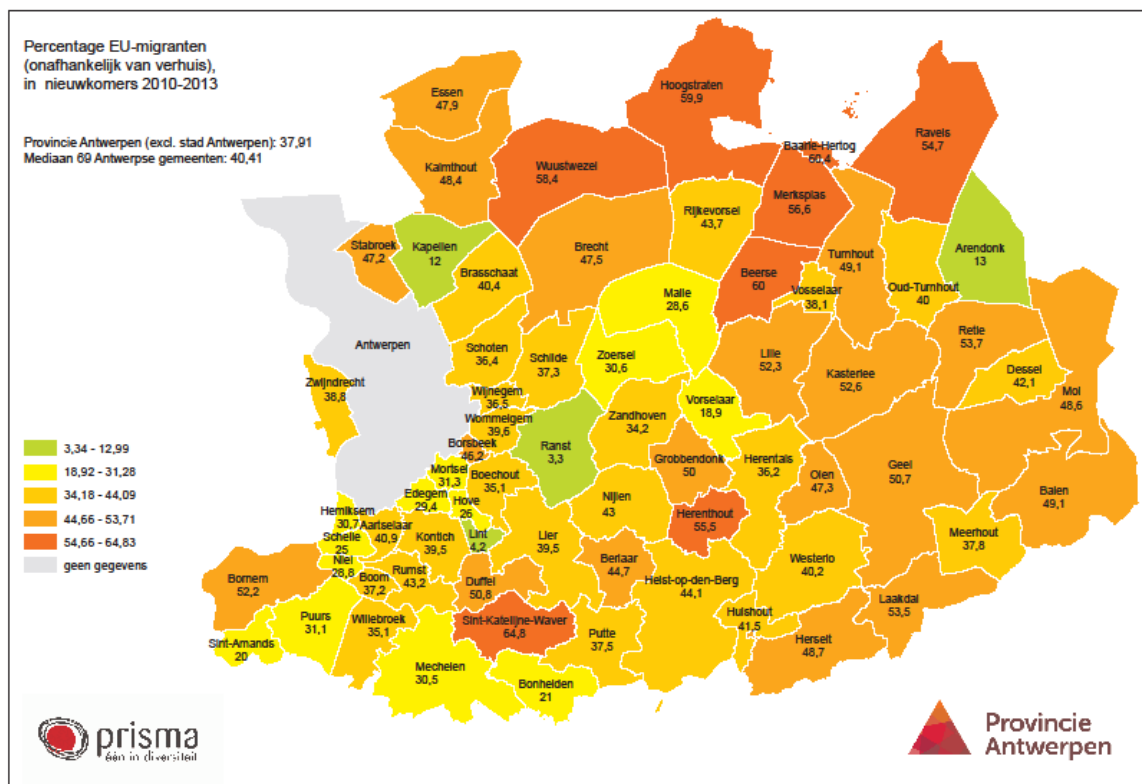 Percentage EU-migranten
(onafhankelijk van verhuis),
in nieuwkomers 2010-2013
Provincie Antwerpen (excl. stad Antwerpen): 37,91
Mediaan 69 Antwerpse gemeenten: 40,41
Essen
47,9
Hoogstraten
59,9
Ravels
54,7
Kalmthout
48,4
Wuustwezel
58,4
Baarle-Hertog
60,4
Merksplas
56,6
Rijkevorsel
43,7
Stabroek
47,2
Kapellen
12
Brecht
47,5
Turnhout
49,1
Arendonk
13
Brasschaat
40,4
Beerse
60
Vosselaar
38,1
Oud-Turnhout
40
Malle
28,6
Antwerpen
Schoten
36,4
Schilde
37,3
Zoersel
30,6
Lille
52,3
Kasterlee
52,6
Retie
53,7
Dessel
42,1
Mol
48,6
Zwijndrecht
38,8
Wijnegem
36,5
Vorselaar
18,9
Wommelgem
39,6
Zandhoven
34,2
Borsbeek
46,2
Ranst
3,3
Grobbendonk
50
Herentals
36,2
Olen
47,3
Geel
50,7
Mortsel
31,3
Boechout
35,1
Balen
49,1
Edegem
29,4
Hove
26
Nijlen
43
Hemiksem
30,7
Aartselaar
40,9
Herenthout
55,5
Meerhout
37,8
Schelle
25
Kontich
39,5
Lint
4,2
Lier
39,5
Niel
28,8
Westerlo
40,2
Berlaar
44,7
Bornem
52,2
Boom
37,2
Rumst
43,2
Duffel
50,8
Heist-op-den-Berg
44,1
Laakdal
53,5
Puurs
31,1
Willebroek
35,1
Sint-Katelijne-Waver
64,8
Putte
37,5
Hulshout
41,5
Herselt
48,7
Sint-Amands
20
Mechelen
30,5
Bonheiden
21
3,34 - 12,99
18,92 - 31,28
34,18 - 44,09
44,66 - 53,71
54,66 - 64,83
geen gegevens
prisma
één in diversiteit
Provincie
Antwerpen